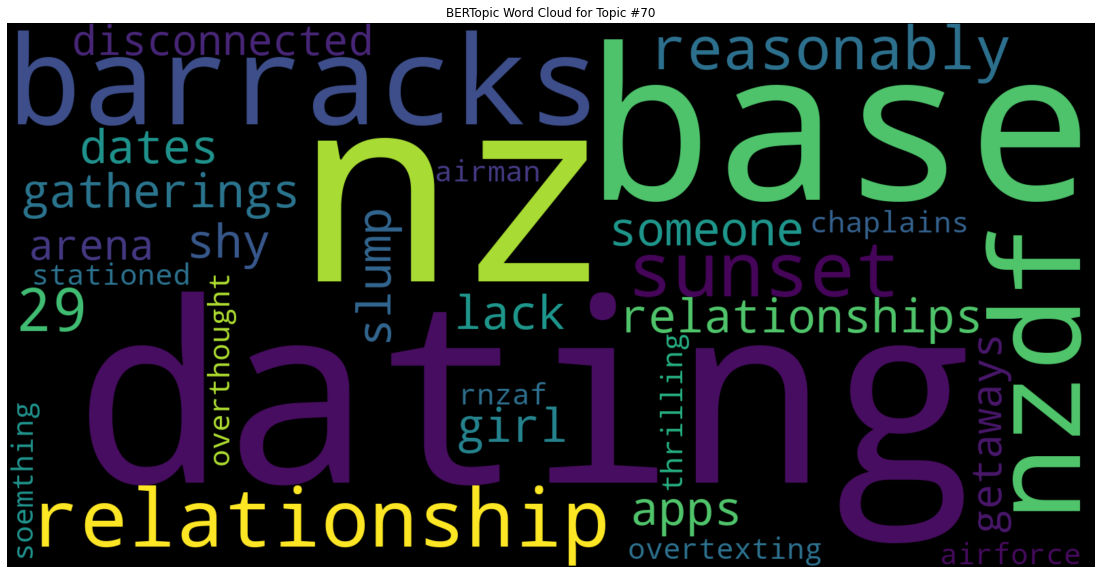 BERTopic Word Cloud for Topic #70
disconnected
reasonably
barracks
base
nz
dates
airman
gatherings
someone
chaplains
arena
shy
slump
sunset
stationed
nzdf
29
overthought
lack
relationships
dating
thrilling
getaways
rnzaf
girl
soemthing
relationship
apps
overtexting
airforce